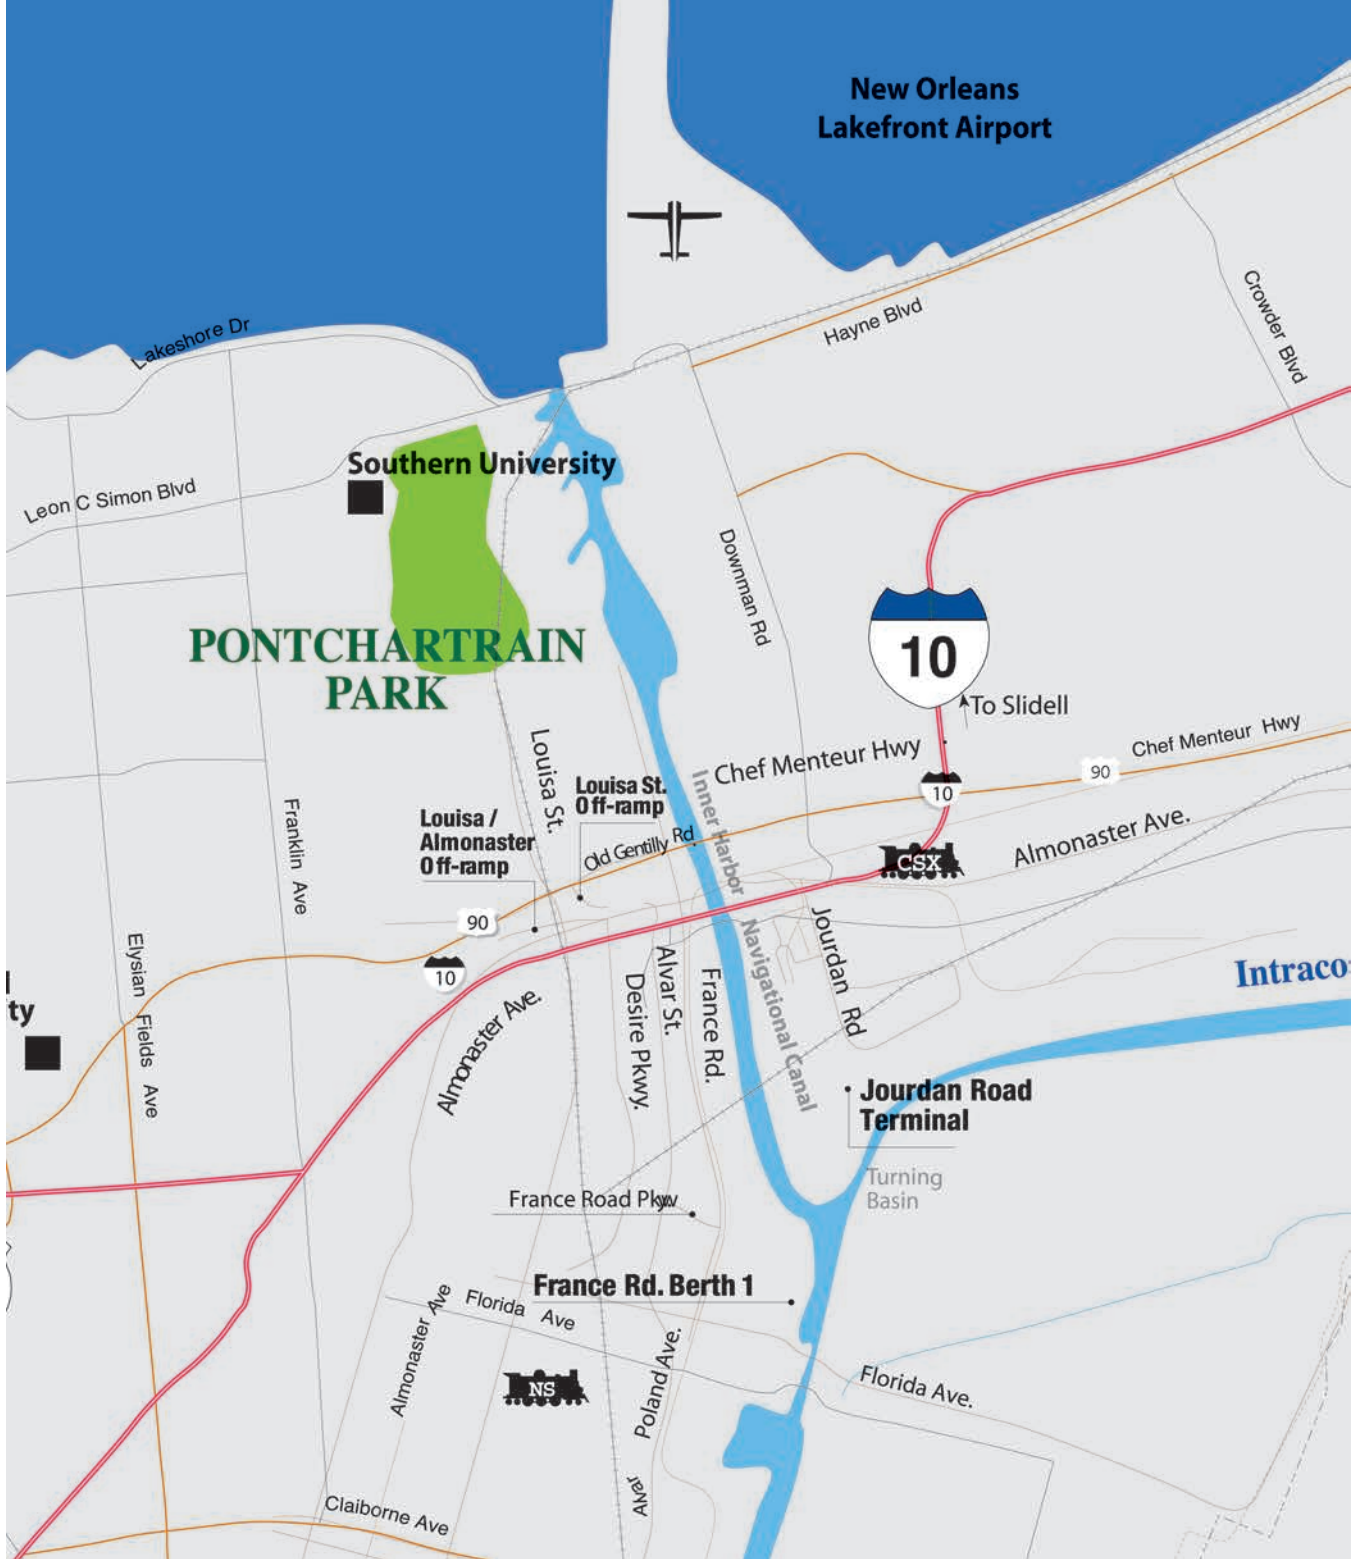 New Orleans
Lakefront Airport
Lakeshore Dr
Hayne Blvd
Crowder Blvd
Southern University
Leon C Simon Blvd
Downman Rd
PONTCHARTRAIN
PARK
10
To Slidell
Chef Menteur Hwy
Chef Menteur Hwy
90
10
Louisa St.
Louisa St.
Off-ramp
Louisa /
Almonaster
Off-ramp
Old Gentilly Rd.
Inner Harbor Navigational Canal
Almonaster Ave.
CSX
Franklin Ave
90
10
Elysian Fields Ave
Almonaster Ave.
Desire Pkwy.
Alvar St.
France Rd.
Jourdan Rd
Intraco
ty
Jourdan Road
Terminal
Turning
Basin
France Road Pkw
France Rd. Berth 1
Florida Ave
Almonaster Ave
NS
Poland Ave.
Florida Ave.
Alvar
Claiborne Ave